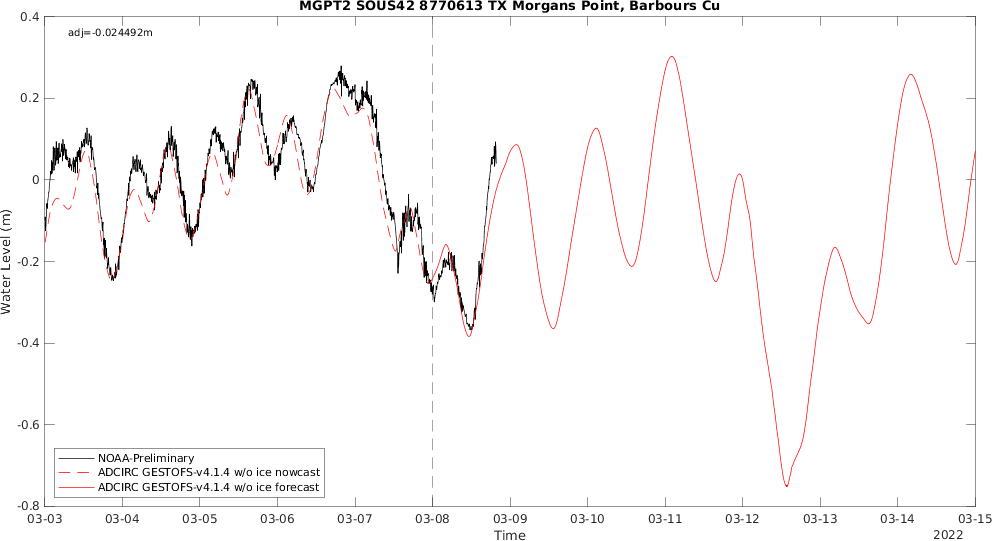 MGPT2 SOUS42 8770613 TX Morgans Point, Barbours Cu
adj=-0.024492m
0.4
0.2
0
-0.2
-0.4
-0.6
-0.8
Water Level (m)
NOAA-Preliminary
ADCIRC GESTOFS-v4.1.4 w/o ice nowcast
ADCIRC GESTOFS-v4.1.4 w/o ice forecast
03-03 03-04 03-05 03-06 03-07 03-08 03-09 03-10 03-11 03-12 03-13 03-14 03-15
Time
2022